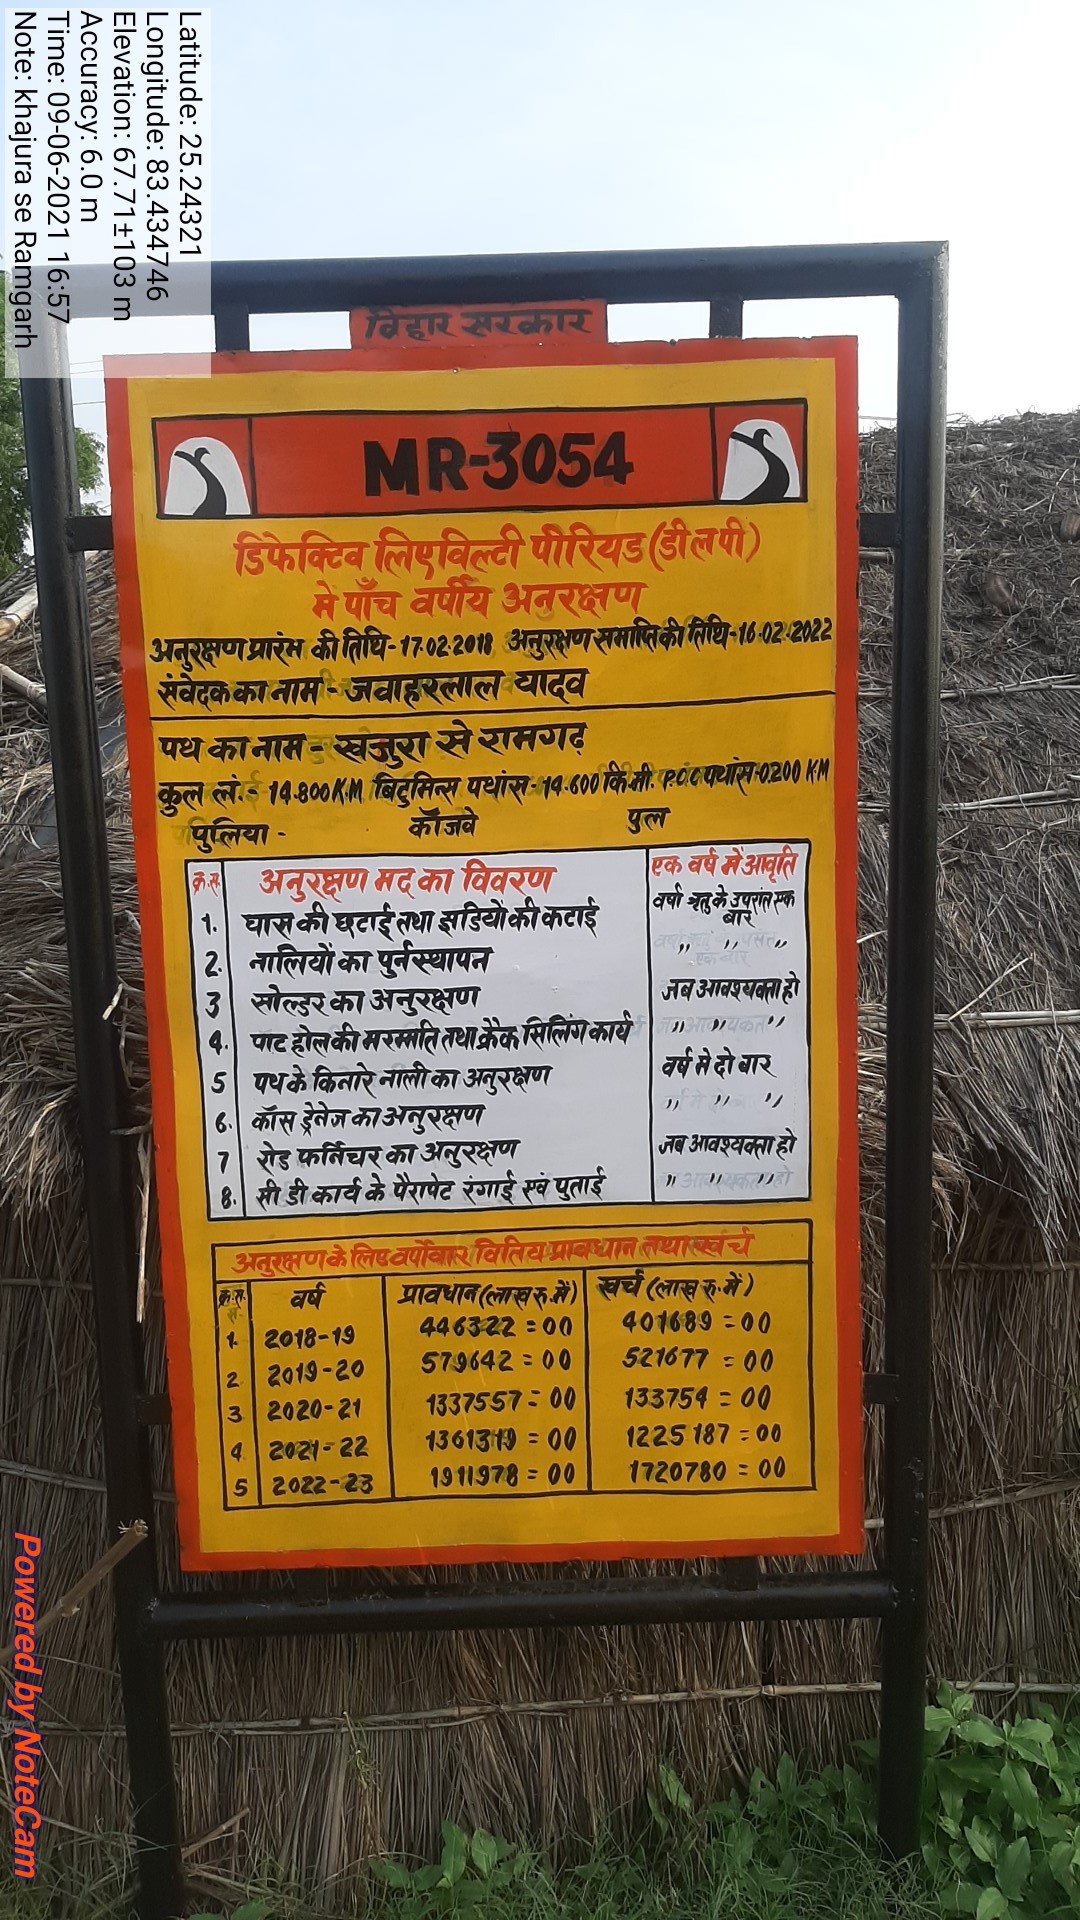 Latitude: 25.24321
Longitude: 83.434746
Elevation: 67.71±103 m
Accuracy: 6.0 m
Time: 09-06-2021 16:57
Note: khajura se Ramgarh
विहार सरकार
MR-3054
डिफेक्टिव लिएविल्टी पीरियड (डीलपी)
मे पाँच वर्षीय अनुरक्षण
अनुरक्षण प्रारंम की तिथि - 17.02.2018 अनुरक्षण समाप्ति की तिथि - 16.02.2022
संवेदक का नाम - जवाहरलाल यादव
पथ का नाम - खजुरा से रामगढ़
कुल लं. - 14.800 K.M बिटुमिन्स पथांस - 14.600 कि.मी. P.C.C पथांस - 0.200 K M
पुलिया - कॉजवे पुल
क्र.स. अनुरक्षण मद का विवरण एक वर्ष में आवृति
1. घास की छटाई तथा झडियों की कटाई वर्षा ऋतु के उपरांत एक बार
2. नालियों का पुर्नस्थापन ,, ,, ,,
3 सोल्डर का अनुरक्षण जब आवश्यक्ता हो
4. पॉट होल की मरम्मति तथा क्रैक सिलिंग कार्य ,, ,, ,,
5 पथ के किनारे नाली का अनुरक्षण वर्ष मे दो बार
6. कॉस ड्रेनेज का अनुरक्षण ,, ,, ,,
7 रोड फर्निचर का अनुरक्षण जब आवश्यक्ता हो
8. सी डी कार्य के पैरापेट रंगाई एवं पुताई ,, ,, ,,
अनुरक्षण के लिए वर्षोवार वितिय प्रावधान तथा खर्च
क्र.स. वर्ष प्रावधान (लाख रु. में) खर्च (लाख रु. में)
1. 2018-19 446322 = 00 401689 = 00
2 2019-20 579642 = 00 521677 = 00
3 2020-21 1337557 = 00 133754 = 00
4 2021-22 1361319 = 00 1225187 = 00
5 2022-23 1911978 = 00 1720780 = 00
Powered by NoteCam